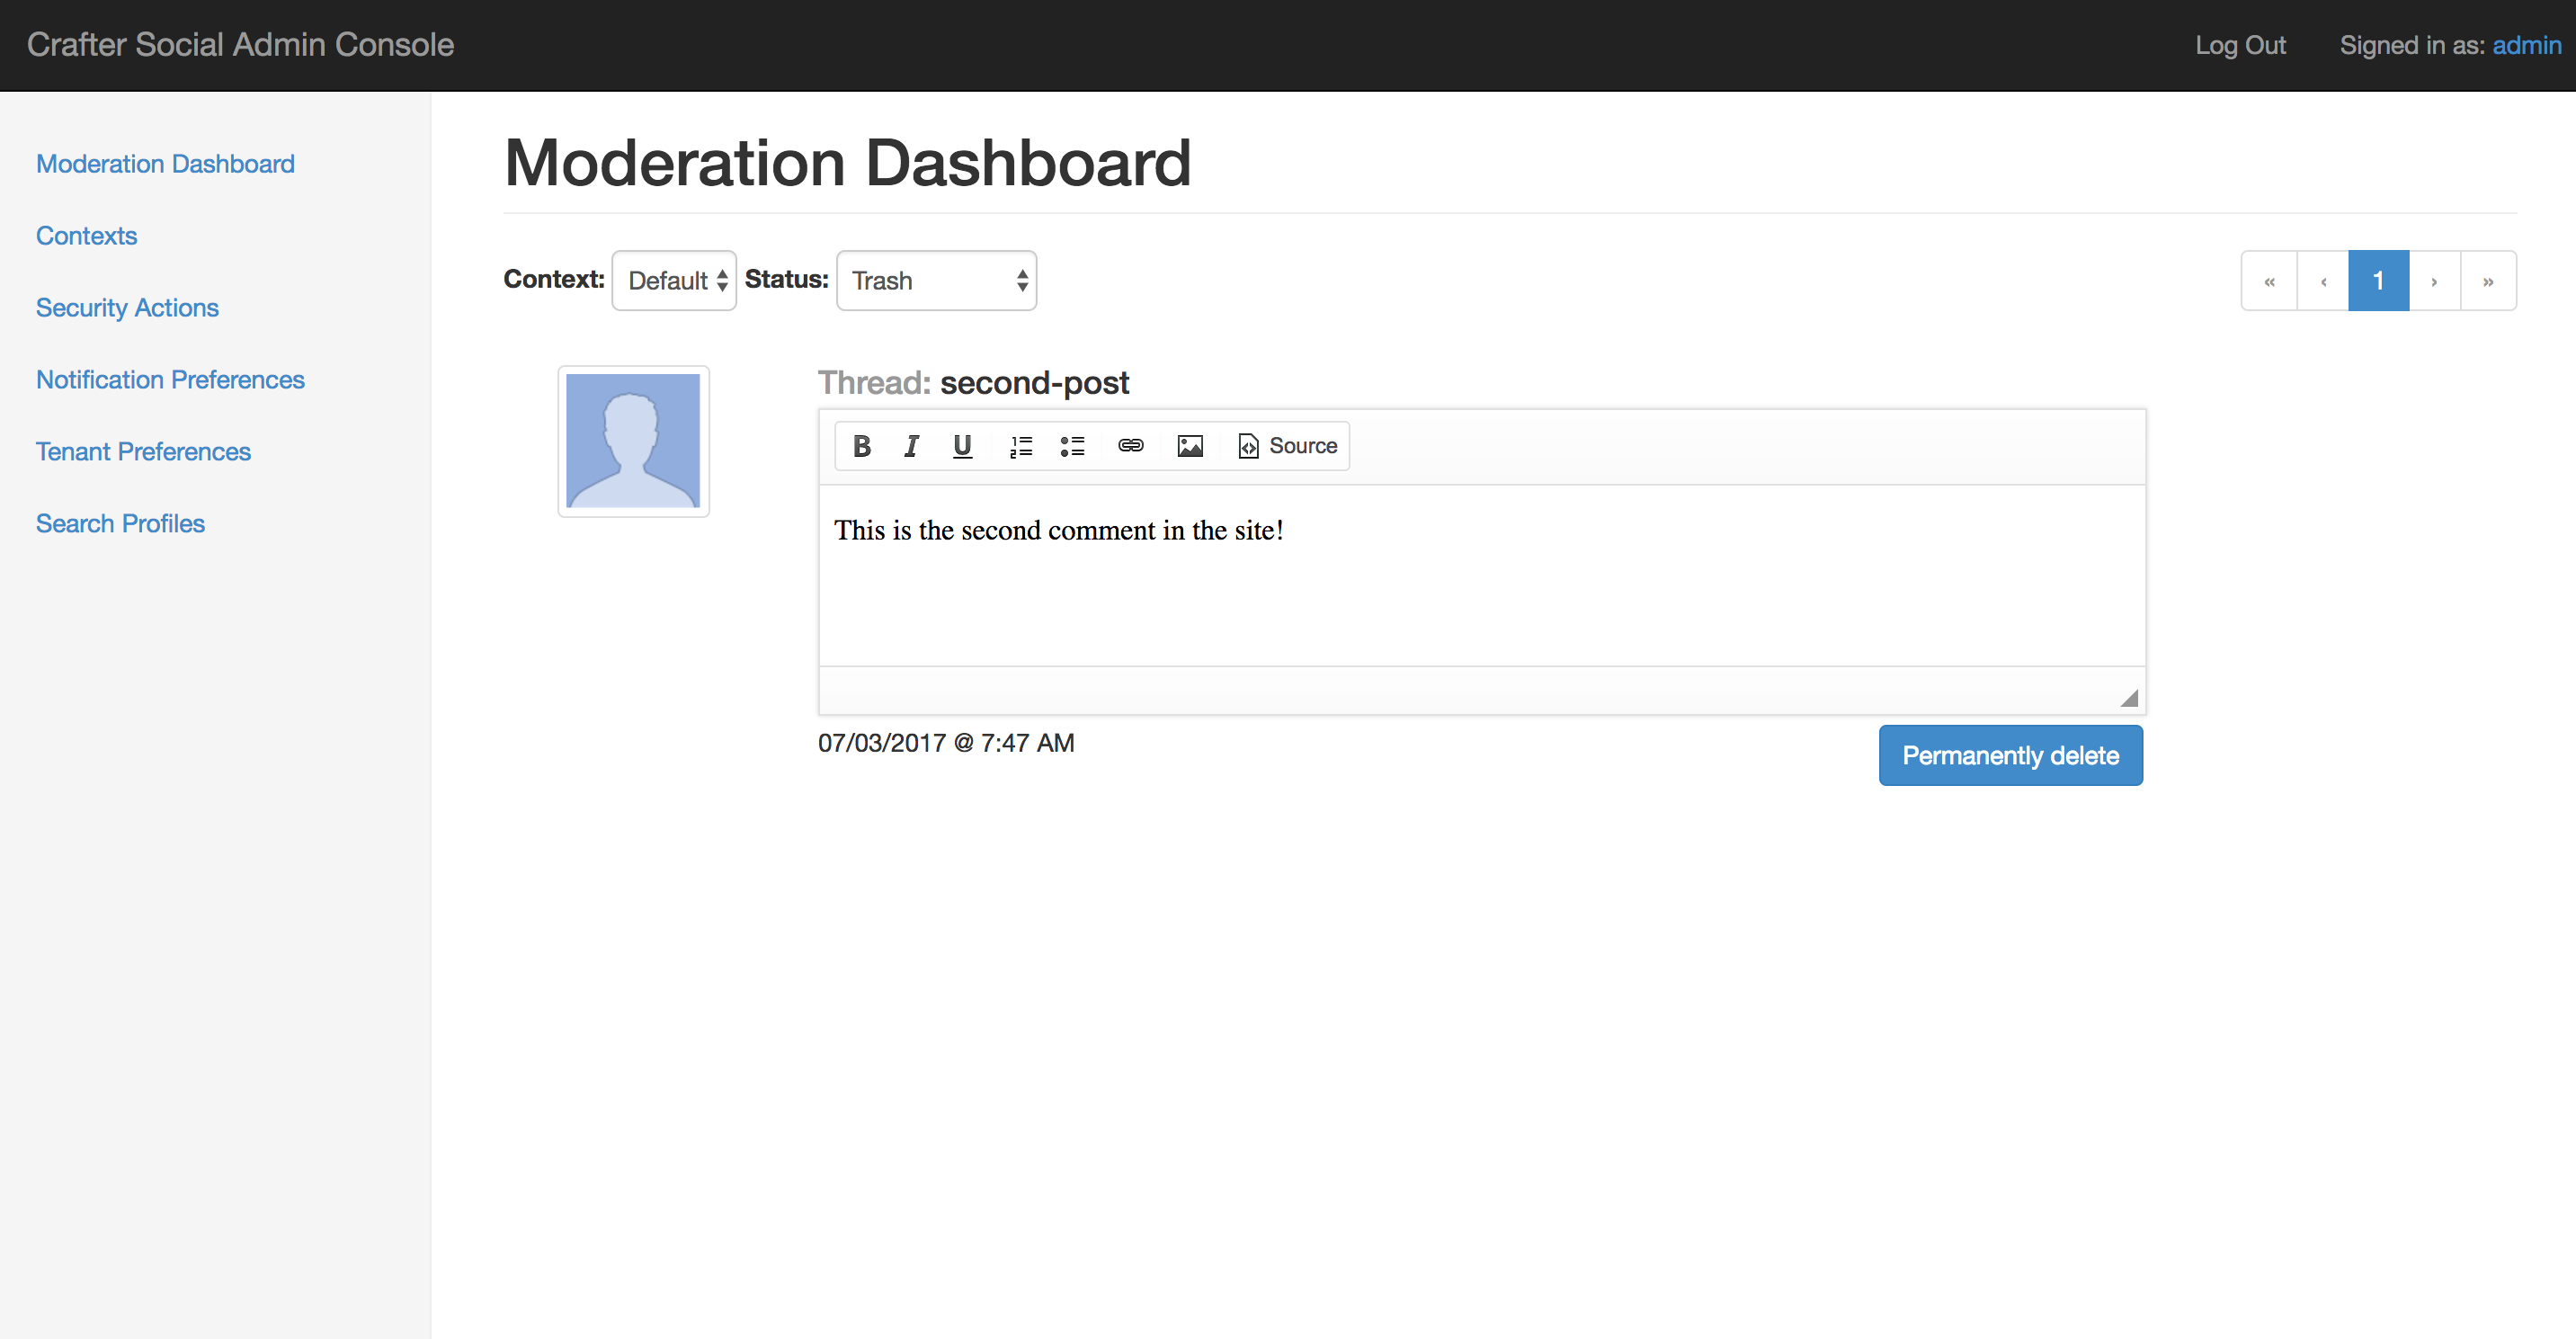 Crafter Social Admin Console
Log Out
Signed in as: admin
Moderation Dashboard
Contexts
Security Actions
Notification Preferences
Tenant Preferences
Search Profiles
Moderation Dashboard
Context: Default Status: Trash
« ‹ 1 › »
Thread: second-post
B I U Source
This is the second comment in the site!
07/03/2017 @ 7:47 AM
Permanently delete